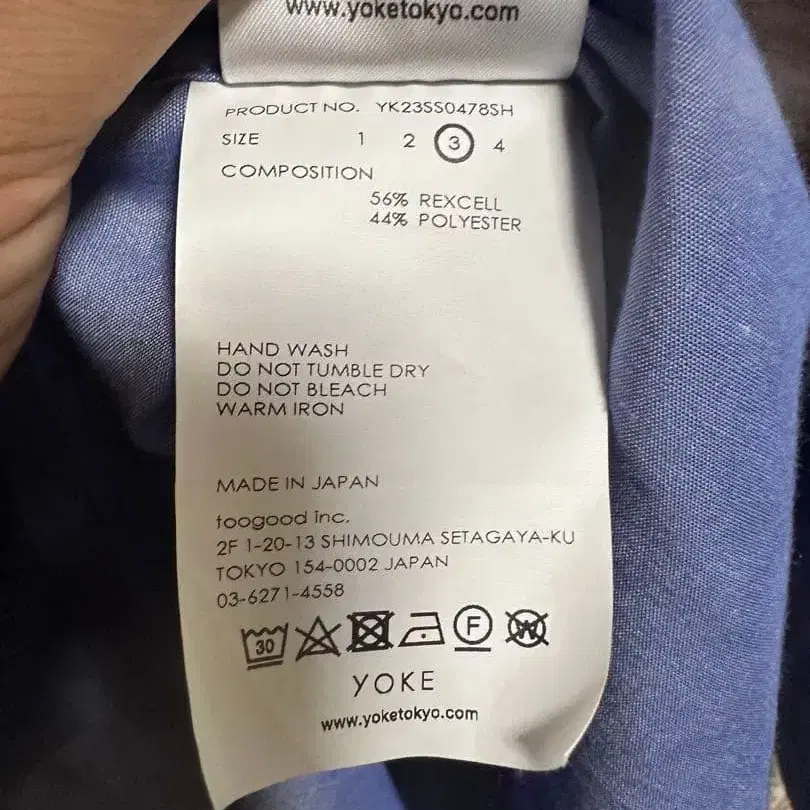 www.yoketokyo.com
PRODUCT NO. YK23SS0478SH
SIZE 1 2 3 4
COMPOSITION
56% REXCELL
44% POLYESTER
HAND WASH
DO NOT TUMBLE DRY
DO NOT BLEACH
WARM IRON
MADE IN JAPAN
toogood inc.
2F 1-20-13 SHIMOUMA SETAGAYA-KU
TOKYO 154-0002 JAPAN
03-6271-4558
30 F W
YOKE
www.yoketokyo.com